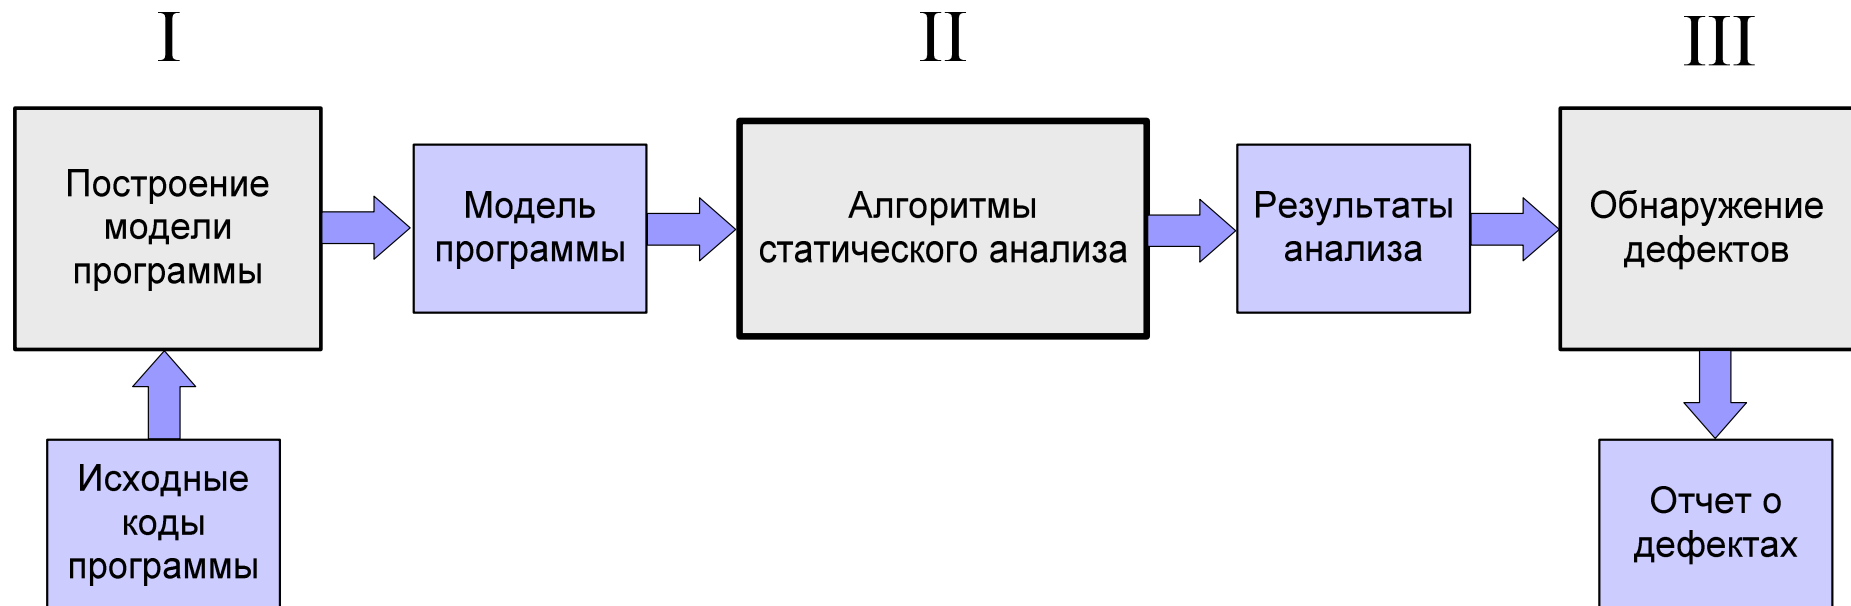 I
II
III
Построение
модели
программы
Модель
программы
Алгоритмы
статического анализа
Результаты
анализа
Обнаружение
дефектов
Исходные
коды
программы
Отчет о
дефектах